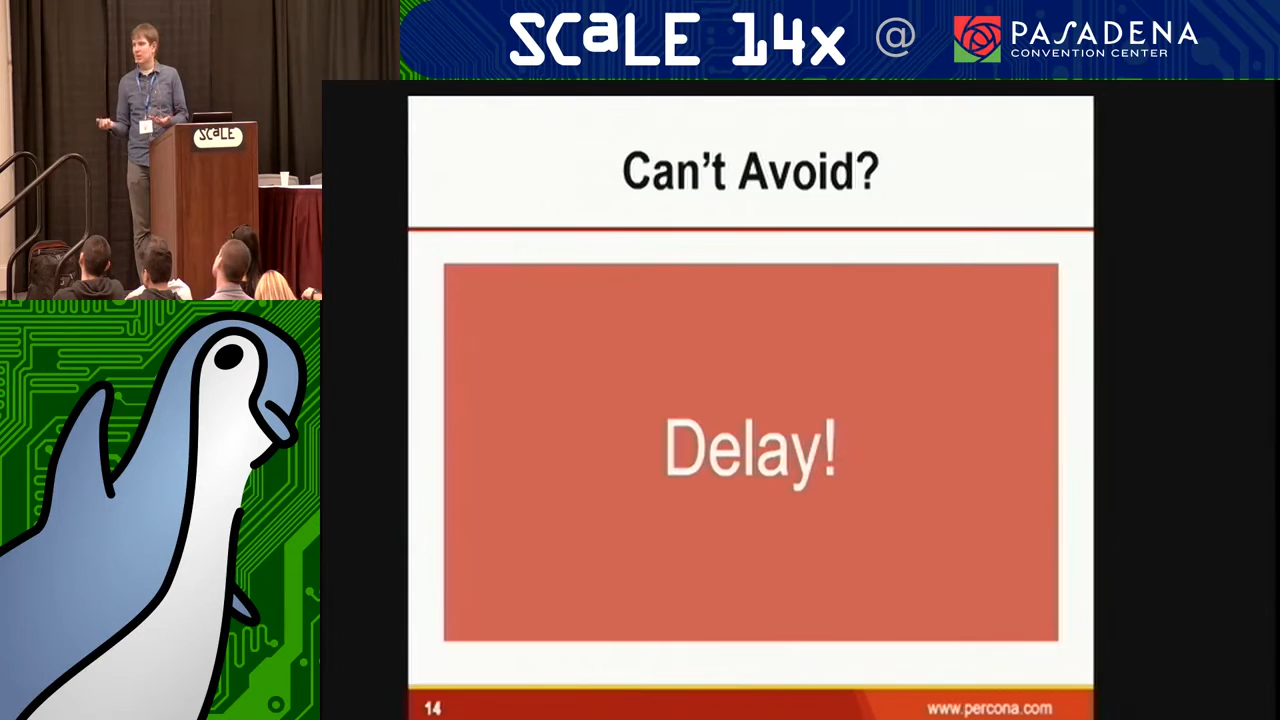 SCaLE 14x @ PASADENA
CONVENTION CENTER
SCaLE
Can't Avoid?
Delay!
14
www.percona.com